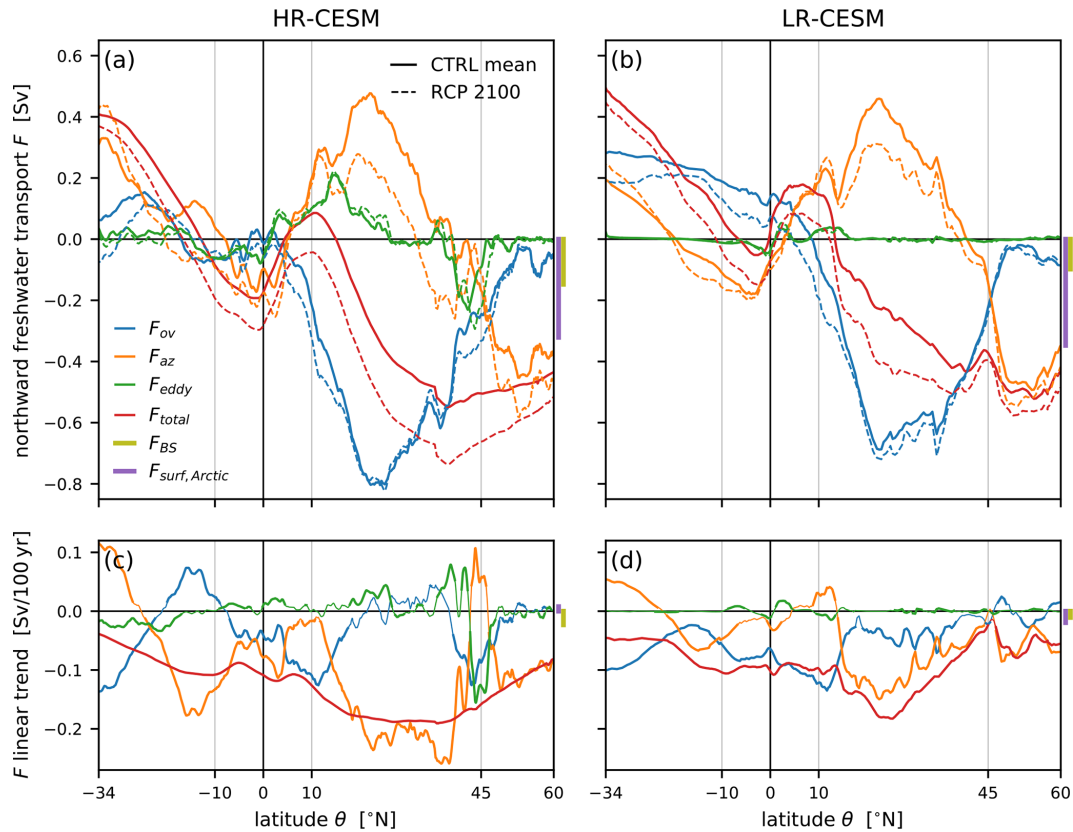 HR-CESM
LR-CESM
northward freshwater transport F [Sv]
0.6
0.4
0.2
0.0
−0.2
−0.4
−0.6
−0.8
(a)
CTRL mean
RCP 2100
F_ov
F_az
F_eddy
F_total
F_BS
F_surf,Arctic
(b)
F linear trend [Sv/100 yr]
0.1
0.0
−0.1
−0.2
(c)
(d)
−34 −10 0 10 45 60
latitude θ [°N]
−34 −10 0 10 45 60
latitude θ [°N]